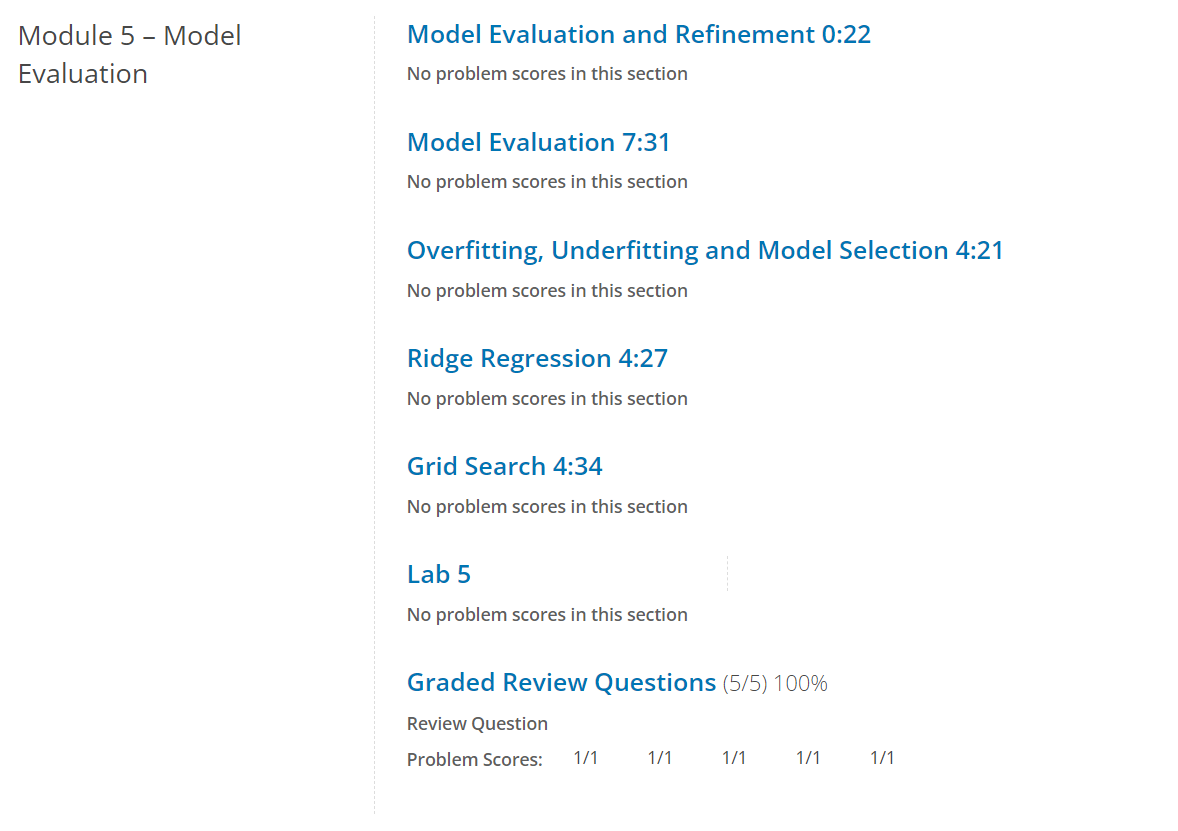 Module 5 – Model
Evaluation
Model Evaluation and Refinement 0:22
No problem scores in this section
Model Evaluation 7:31
No problem scores in this section
Overfitting, Underfitting and Model Selection 4:21
No problem scores in this section
Ridge Regression 4:27
No problem scores in this section
Grid Search 4:34
No problem scores in this section
Lab 5
No problem scores in this section
Graded Review Questions (5/5) 100%
Review Question
Problem Scores: 1/1 1/1 1/1 1/1 1/1